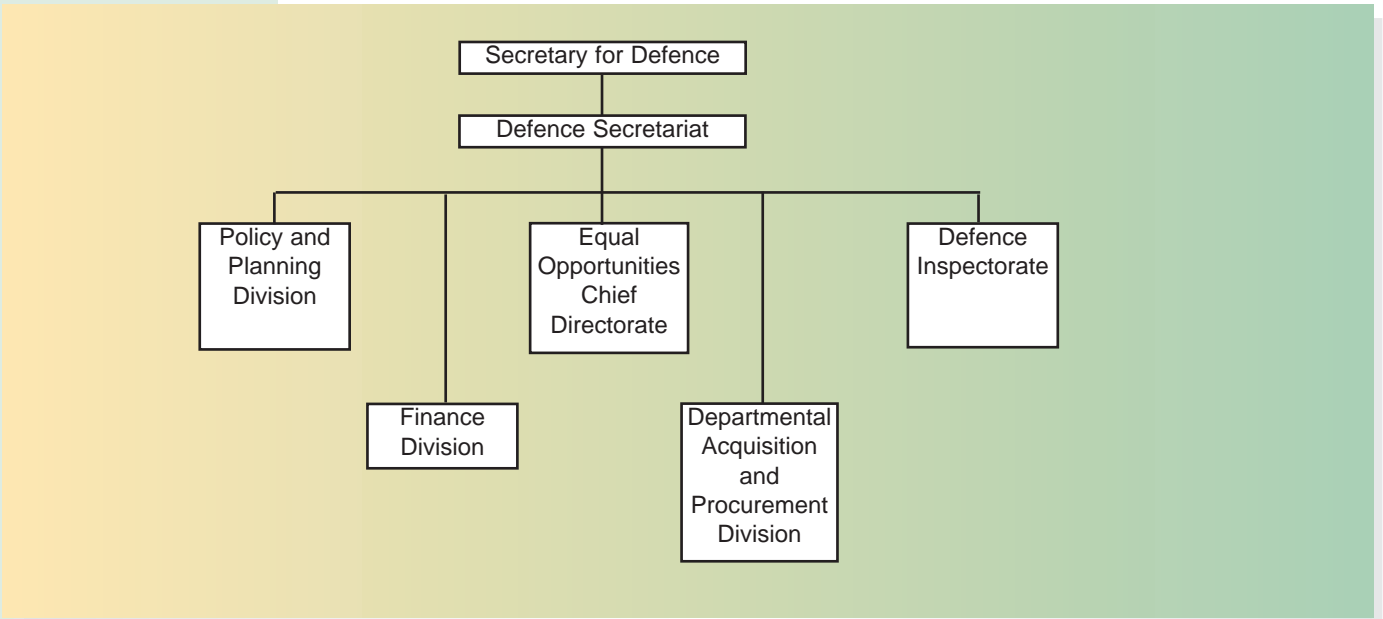 Secretary for Defence
Defence Secretariat
Policy and
Planning
Division
Equal
Opportunities
Chief
Directorate
Defence
Inspectorate
Finance
Division
Departmental
Acquisition
and
Procurement
Division